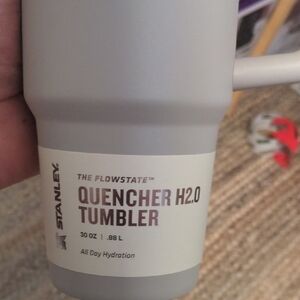 STANLEY.
THE FLOWSTATE™
QUENCHER H2.0
TUMBLER
30 OZ | .88 L
All Day Hydration